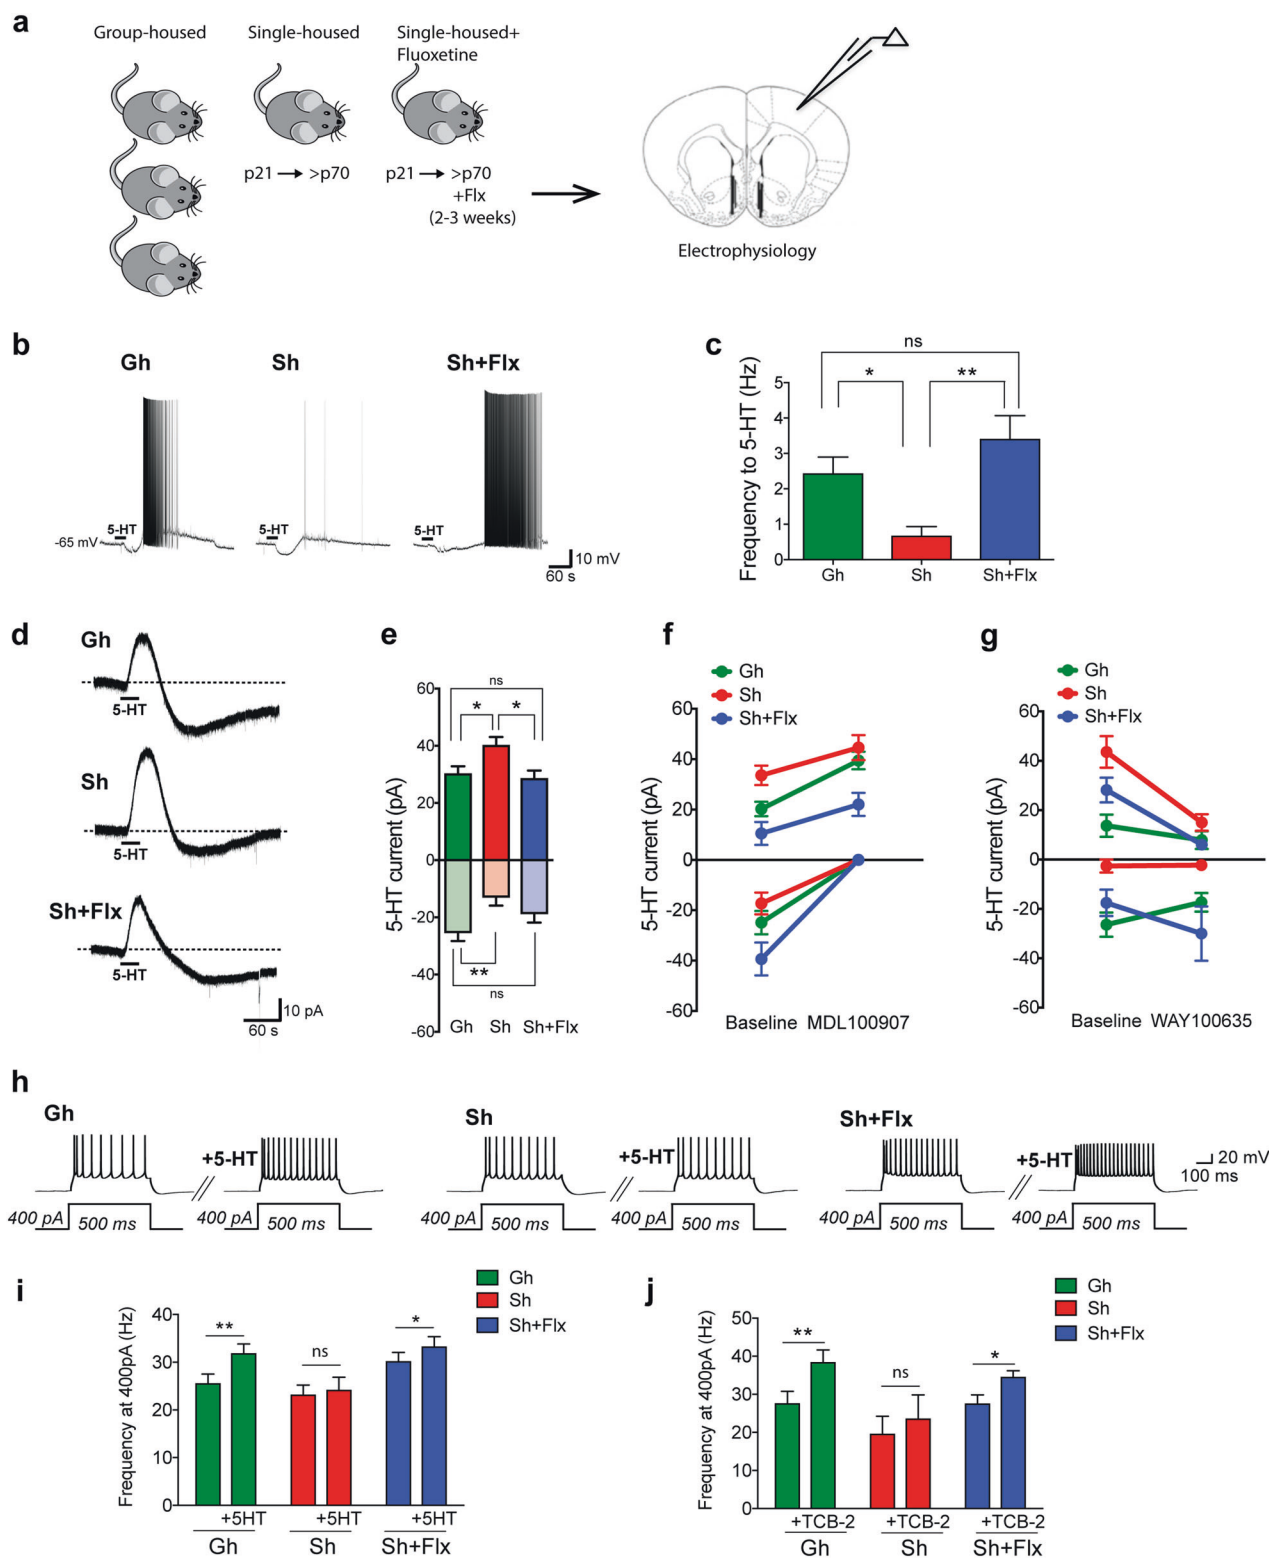 a
Group-housed
Single-housed
Single-housed+
Fluoxetine
p21 → >p70
p21 → >p70
+Flx
(2-3 weeks)
Electrophysiology
b
Gh
Sh
Sh+Flx
5-HT
5-HT
5-HT
-65 mV
10 mV
60 s
c
ns
*
**
Frequency to 5-HT (Hz)
5
4
3
2
1
0
Gh
Sh
Sh+Flx
d
Gh
5-HT
Sh
5-HT
Sh+Flx
5-HT
10 pA
60 s
e
5-HT current (pA)
60
40
20
0
-20
-40
-60
ns
*
*
**
ns
Gh
Sh
Sh+Flx
f
Gh
Sh
Sh+Flx
5-HT current (pA)
60
40
20
0
-20
-40
-60
Baseline
MDL100907
g
Gh
Sh
Sh+Flx
5-HT current (pA)
60
40
20
0
-20
-40
-60
Baseline
WAY100635
h
Gh
+5-HT
400 pA
500 ms
400 pA
500 ms
Sh
+5-HT
400 pA
500 ms
400 pA
500 ms
Sh+Flx
+5-HT
400 pA
500 ms
400 pA
500 ms
20 mV
100 ms
i
Gh
Sh
Sh+Flx
Frequency at 400pA (Hz)
40
30
20
10
0
**
ns
*
+5HT
+5HT
+5HT
Gh
Sh
Sh+Flx
j
Gh
Sh
Sh+Flx
Frequency at 400pA (Hz)
50
40
30
20
10
0
**
ns
*
+TCB-2
+TCB-2
+TCB-2
Gh
Sh
Sh+Flx